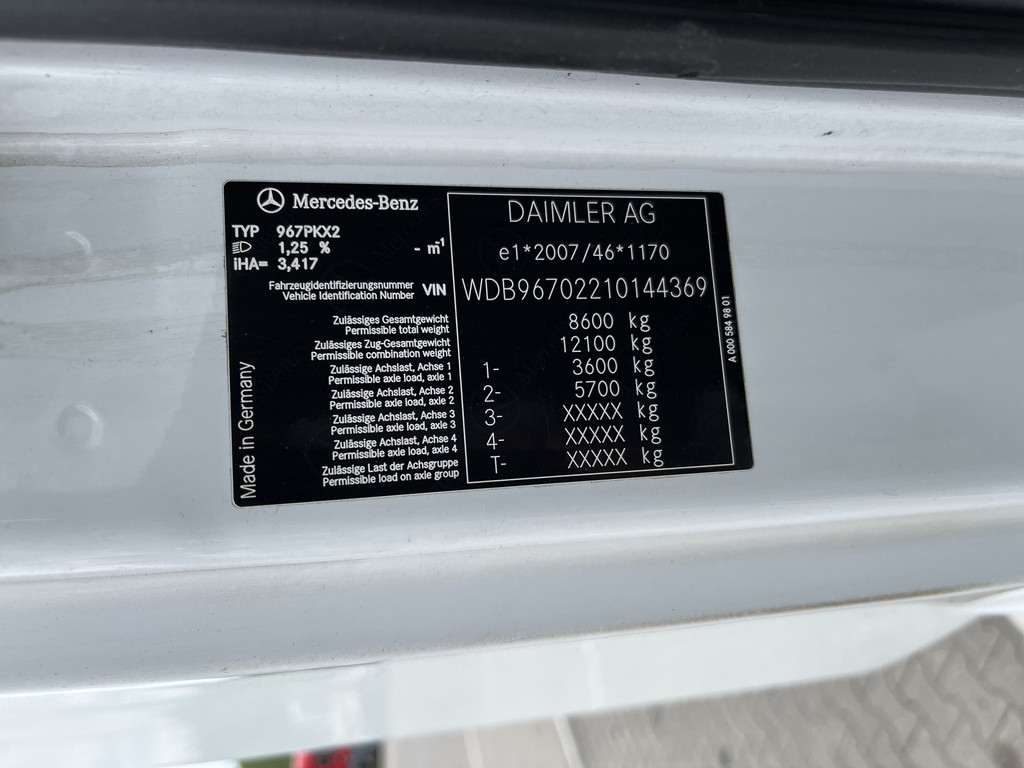 Mercedes-Benz
TYP 967PKX2
1,25 % - m⁻¹
iHA= 3,417
Fahrzeugidentifizierungsnummer
Vehicle Identification Number VIN
Zulässiges Gesamtgewicht
Permissible total weight
Zulässiges Zug-Gesamtgewicht
Permissible combination weight
Zulässige Achslast, Achse 1
Permissible axle load, axle 1
Zulässige Achslast, Achse 2
Permissible axle load, axle 2
Zulässige Achslast, Achse 3
Permissible axle load, axle 3
Zulässige Achslast, Achse 4
Permissible axle load, axle 4
Zulässige Last der Achsgruppe
Permissible load on axle group
Made in Germany
DAIMLER AG
e1*2007/46*1170
WDB96702210144369
8600 kg
12100 kg
1- 3600 kg
2- 5700 kg
3- XXXXX kg
4- XXXXX kg
T- XXXXX kg
A 000 584 98 01